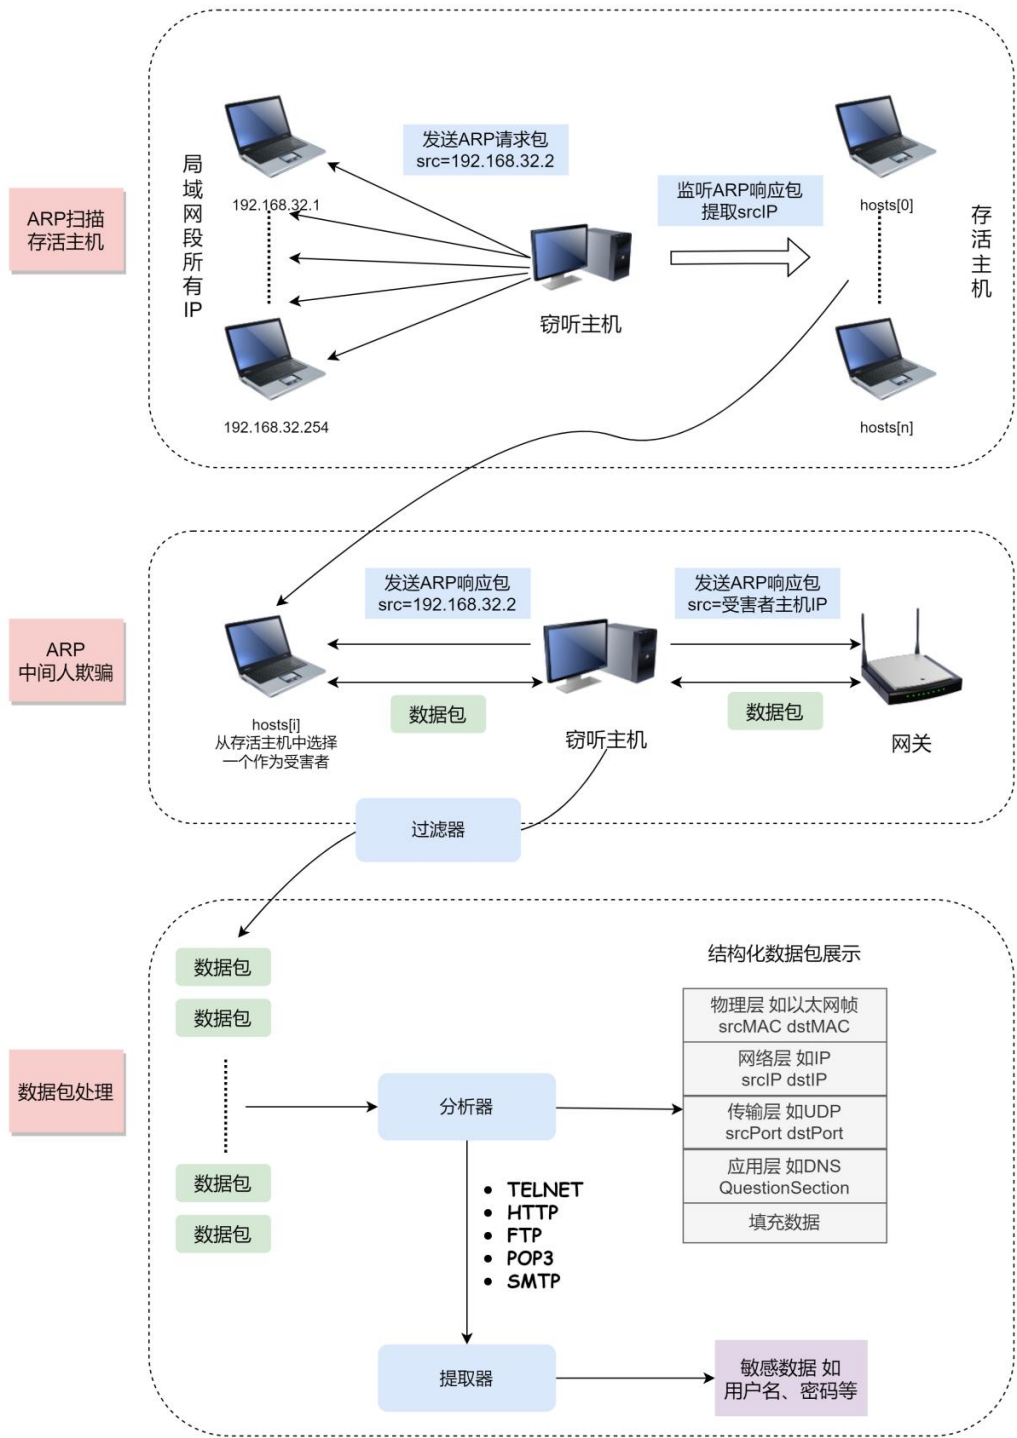 ARP扫描
存活主机
局
域
网
段
所
有
IP
192.168.32.1
192.168.32.254
发送ARP请求包
src=192.168.32.2
窃听主机
监听ARP响应包
提取srcIP
hosts[0]
hosts[n]
存
活
主
机
ARP
中间人欺骗
发送ARP响应包
src=192.168.32.2
发送ARP响应包
src=受害者主机IP
数据包
数据包
hosts[i]
从存活主机中选择
一个作为受害者
窃听主机
网关
过滤器
数据包处理
数据包
数据包
数据包
数据包
分析器
结构化数据包展示
物理层 如以太网帧
srcMAC dstMAC
网络层 如IP
srcIP dstIP
传输层 如UDP
srcPort dstPort
应用层 如DNS
QuestionSection
填充数据
• TELNET
• HTTP
• FTP
• POP3
• SMTP
提取器
敏感数据 如
用户名、密码等